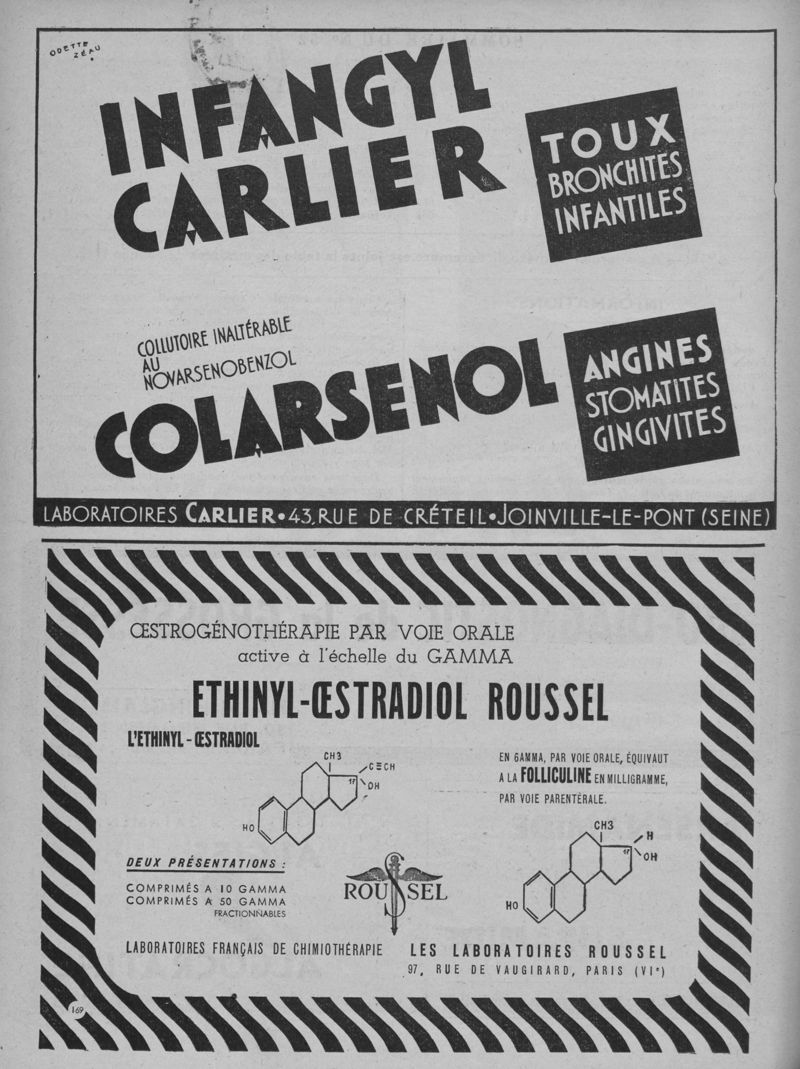 ODETTE
ZÉAU
INFANGYL
CARLIER
TOUX
BRONCHITES
INFANTILES
COLLUTOIRE INALTÉRABLE
AU
NOVARSENOBENZOL
COLARSENOL
ANGINES
STOMATITES
GINGIVITES
LABORATOIRES CARLIER•43, RUE DE CRÉTEIL•JOINVILLE-LE-PONT (SEINE)
ŒSTROGÉNOTHÉRAPIE PAR VOIE ORALE
active à l'échelle du GAMMA
ETHINYL-ŒSTRADIOL ROUSSEL
L'ETHINYL-ŒSTRADIOL
CH3
C≡CH
17
OH
HO
EN GAMMA, PAR VOIE ORALE, ÉQUIVAUT
A LA FOLLICULINE EN MILLIGRAMME,
PAR VOIE PARENTÉRALE.
CH3
H
17
OH
HO
DEUX PRÉSENTATIONS :
COMPRIMÉS A 10 GAMMA
COMPRIMÉS A 50 GAMMA
FRACTIONNABLES
ROUSSEL
LABORATOIRES FRANÇAIS DE CHIMIOTHÉRAPIE
LES LABORATOIRES ROUSSEL
97, RUE DE VAUGIRARD, PARIS (VIe)
169